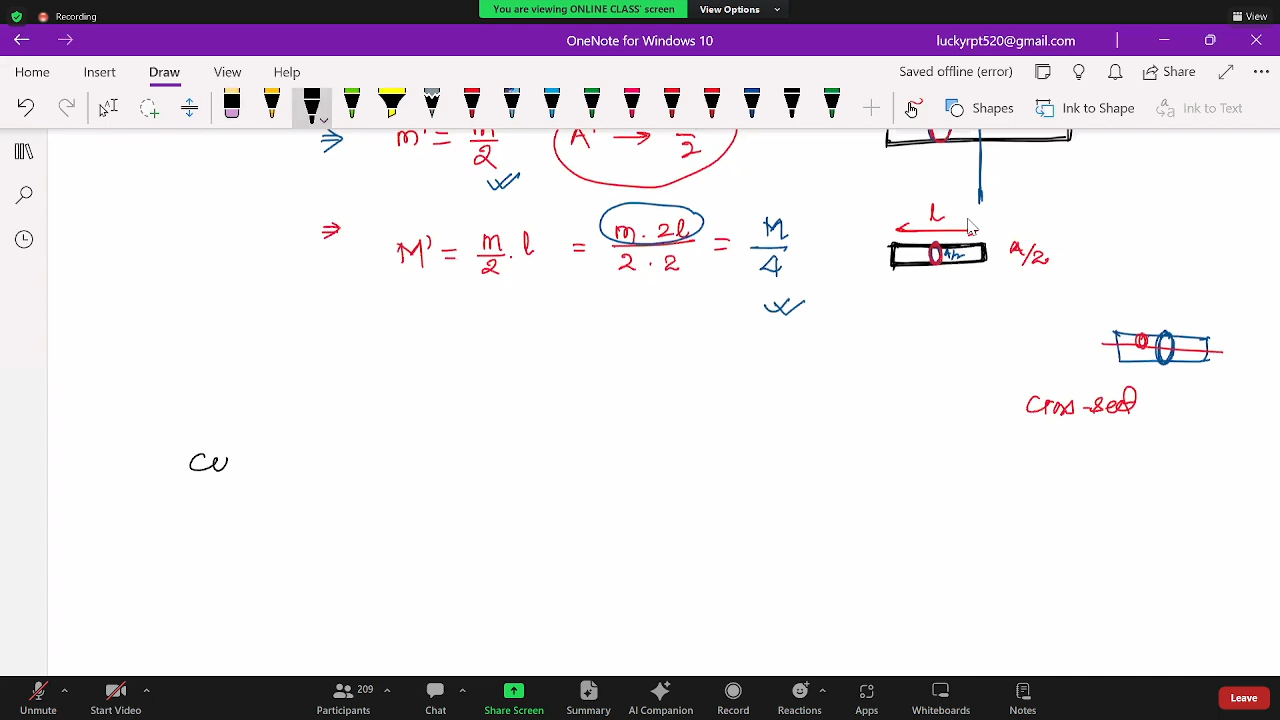 Recording
You are viewing ONLINE CLASS' screen
View Options
View
OneNote for Windows 10
luckyrpt520@gmail.com
Home Insert Draw View Help
Saved offline (error)
Share
Shapes
Ink to Shape
Ink to Text
⇒ m' = m/2 A' → /2
⇒ M' = m/2 · l = m · 2l / 2 · 2 = M/4
l
A/2
A/2
Cross-sect
CU
Unmute
Start Video
Participants 209
Chat
Share Screen
Summary
AI Companion
Record
Reactions
Apps
Whiteboards
Notes
Leave